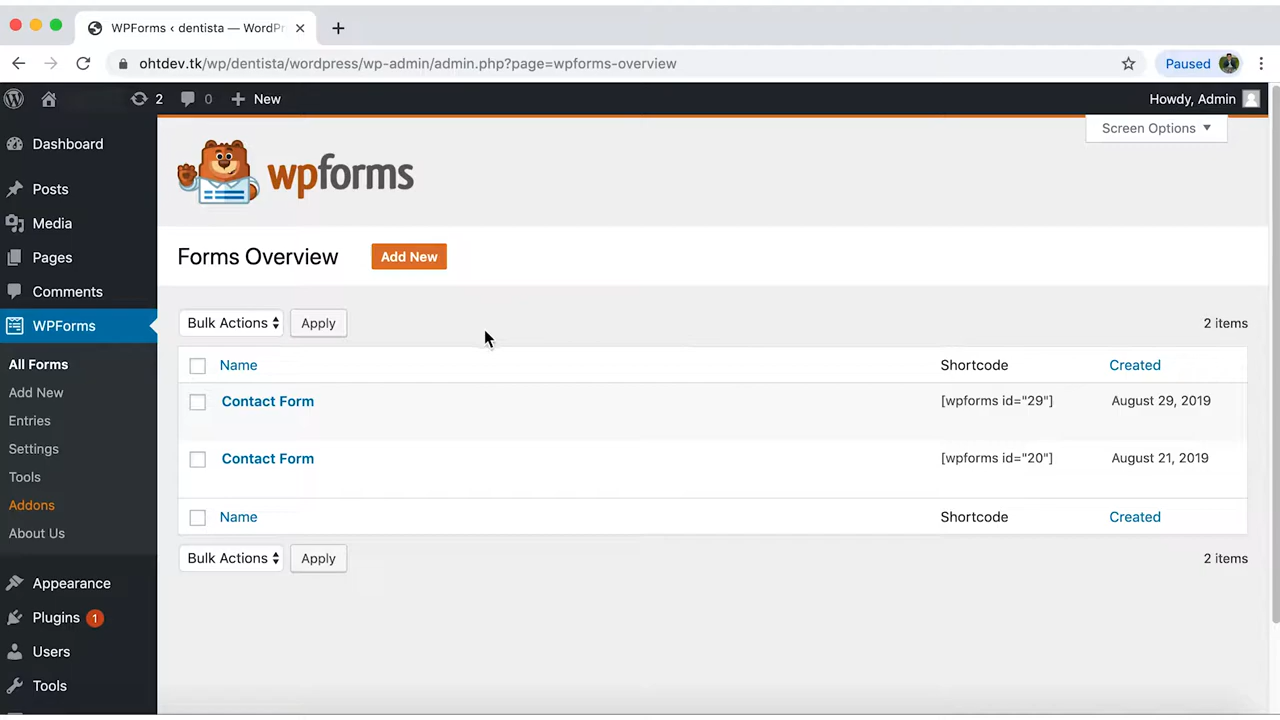 WPForms ‹ dentista — WordPr
ohtdev.tk/wp/dentista/wordpress/wp-admin/admin.php?page=wpforms-overview
Paused
2 0 New Howdy, Admin
Screen Options
Dashboard
Posts
Media
Pages
Comments
WPForms
All Forms
Add New
Entries
Settings
Tools
Addons
About Us
Appearance
Plugins 1
Users
Tools
wpforms
Forms Overview Add New
Bulk Actions Apply 2 items
Name Shortcode Created
Contact Form [wpforms id="29"] August 29, 2019
Contact Form [wpforms id="20"] August 21, 2019
Name Shortcode Created
Bulk Actions Apply 2 items